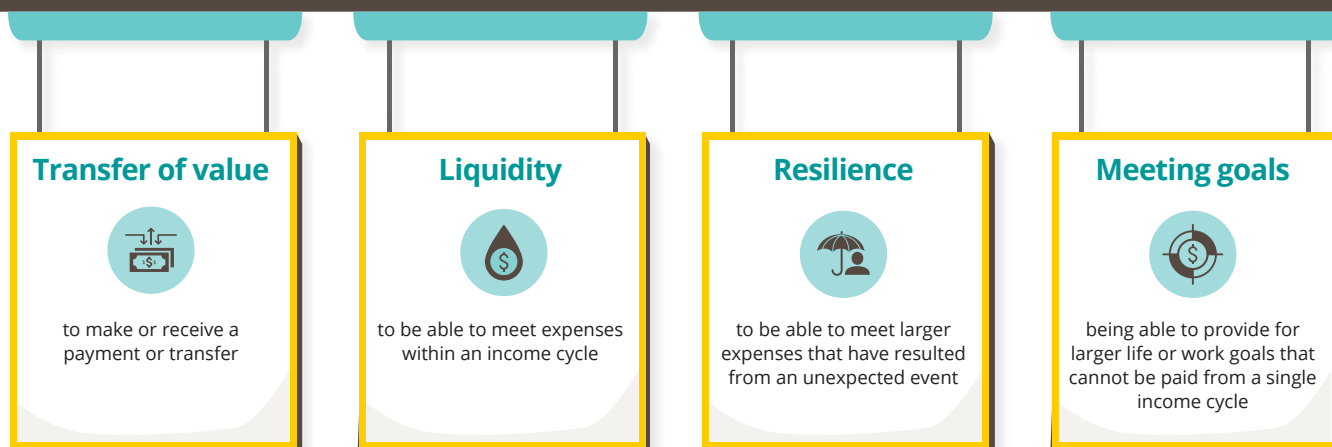 Transfer of value
to make or receive a
payment or transfer
Liquidity
to be able to meet expenses
within an income cycle
Resilience
to be able to meet larger
expenses that have resulted
from an unexpected event
Meeting goals
being able to provide for
larger life or work goals that
cannot be paid from a single
income cycle